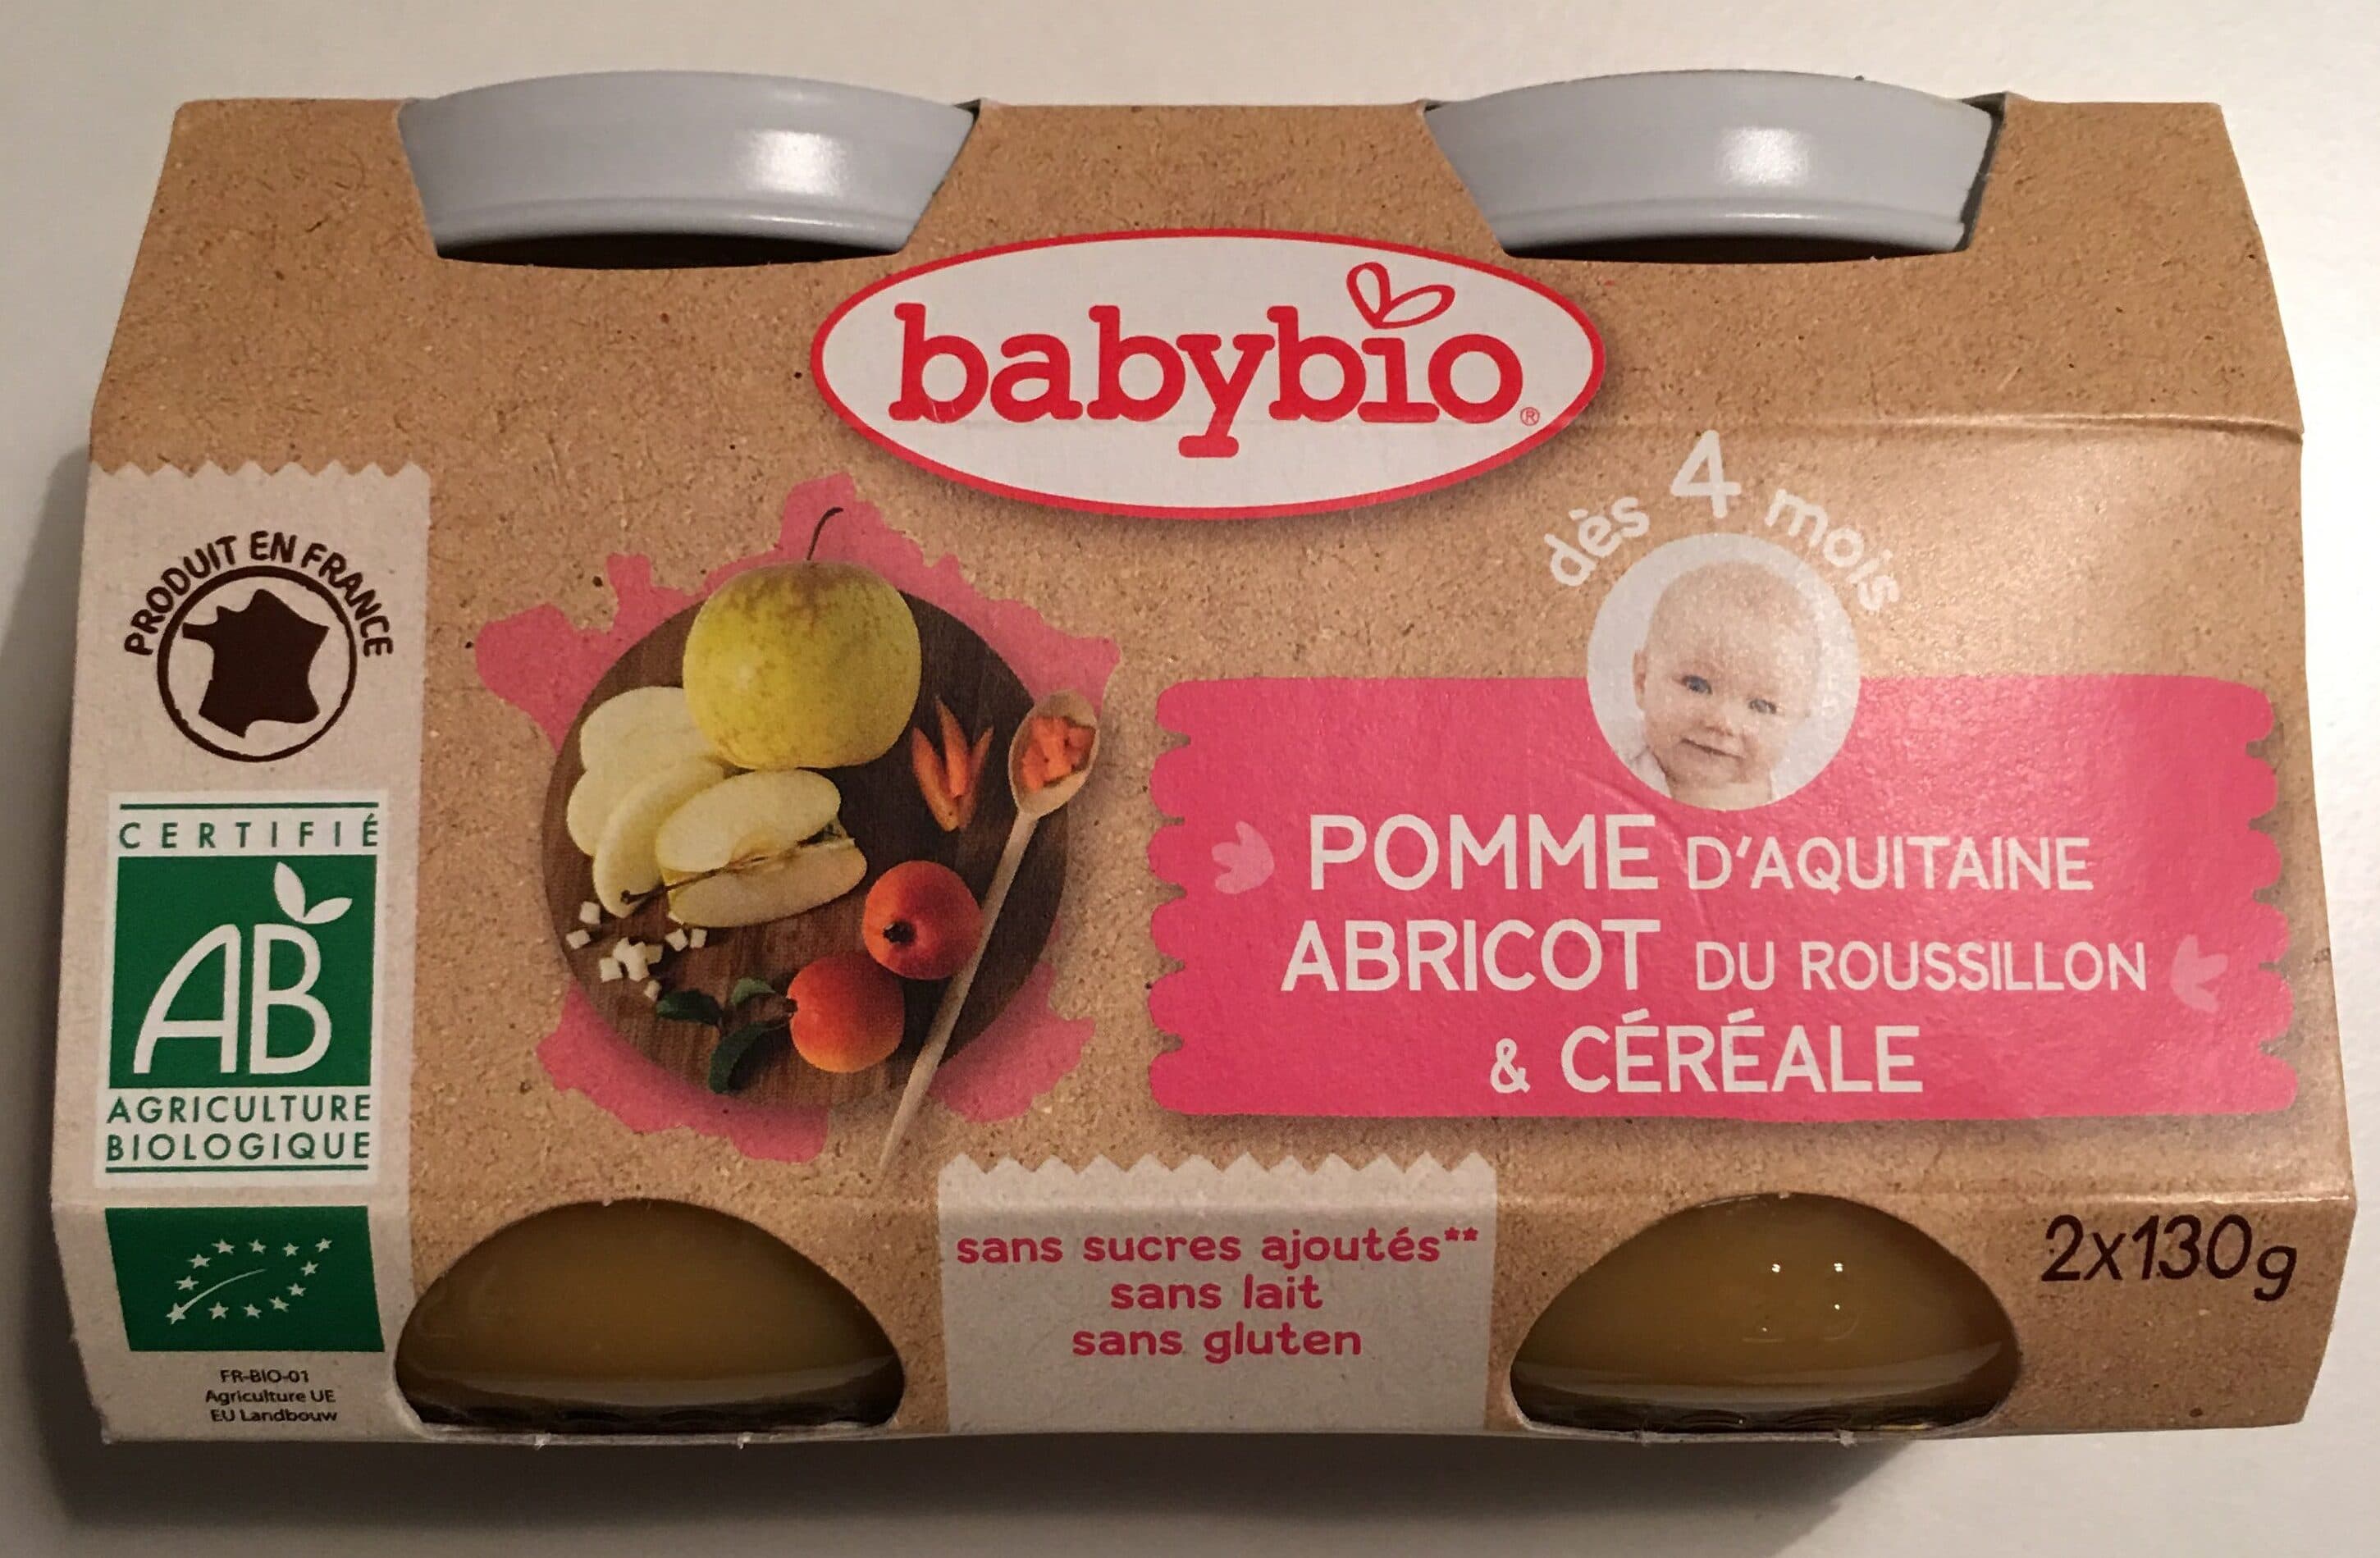 babybio®
dès 4 mois
PRODUIT EN FRANCE
CERTIFIÉ
AB
AGRICULTURE
BIOLOGIQUE
FR-BIO-01
Agriculture UE
EU Landbouw
POMME D'AQUITAINE
ABRICOT DU ROUSSILLON
& CÉRÉALE
sans sucres ajoutés**
sans lait
sans gluten
2x130g